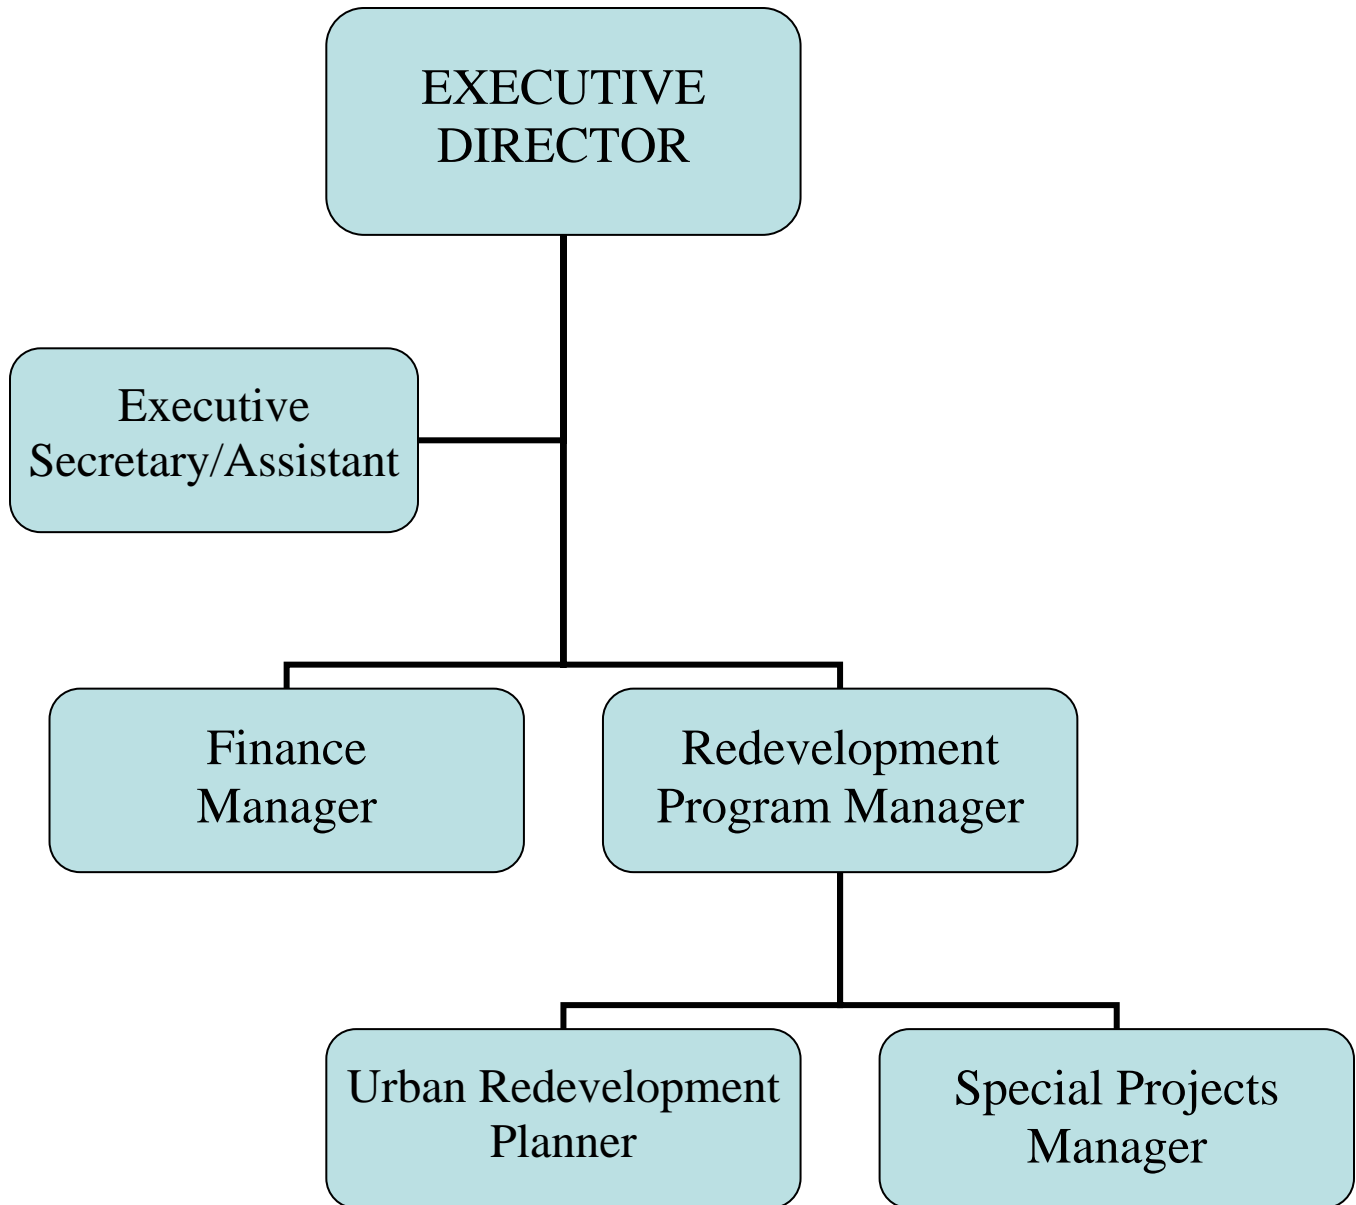 EXECUTIVE
DIRECTOR
Executive
Secretary/Assistant
Finance
Manager
Redevelopment
Program Manager
Urban Redevelopment
Planner
Special Projects
Manager